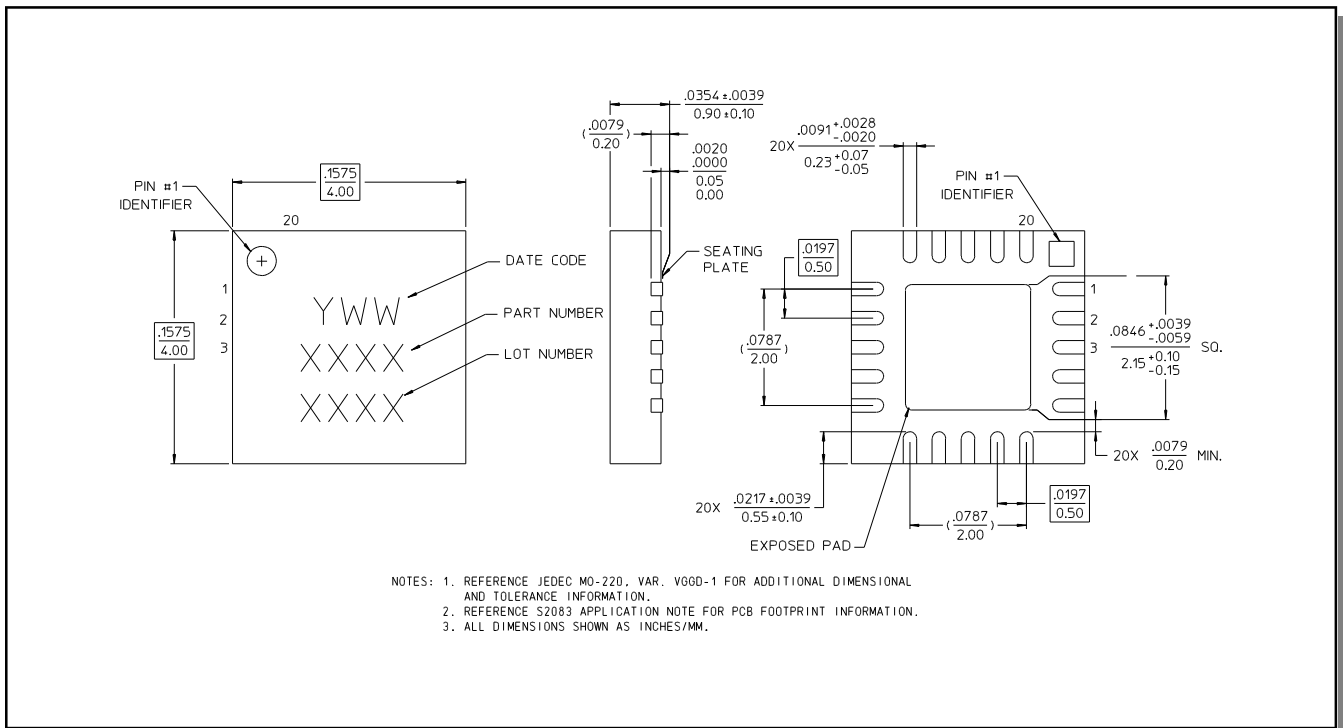 PIN #1
IDENTIFIER
.1575
4.00
20
.1575
4.00
1
2
3
DATE CODE
YWW
PART NUMBER
XXXX
LOT NUMBER
XXXX
.0354 ±.0039
0.90 ±0.10
(.0079
0.20)
.0020
.0000
0.05
0.00
SEATING
PLATE
20X .0091 +.0028
-.0020
0.23 +0.07
-0.05
PIN #1
IDENTIFIER
20
.0197
0.50
(.0787
2.00)
1
2
3
.0846 +.0039
-.0059
2.15 +0.10
-0.15
SQ.
20X .0079
0.20 MIN.
20X .0217 ±.0039
0.55 ±0.10
.0197
0.50
(.0787
2.00)
EXPOSED PAD
NOTES: 1. REFERENCE JEDEC MO-220, VAR. VGGD-1 FOR ADDITIONAL DIMENSIONAL
AND TOLERANCE INFORMATION.
2. REFERENCE S2083 APPLICATION NOTE FOR PCB FOOTPRINT INFORMATION.
3. ALL DIMENSIONS SHOWN AS INCHES/MM.